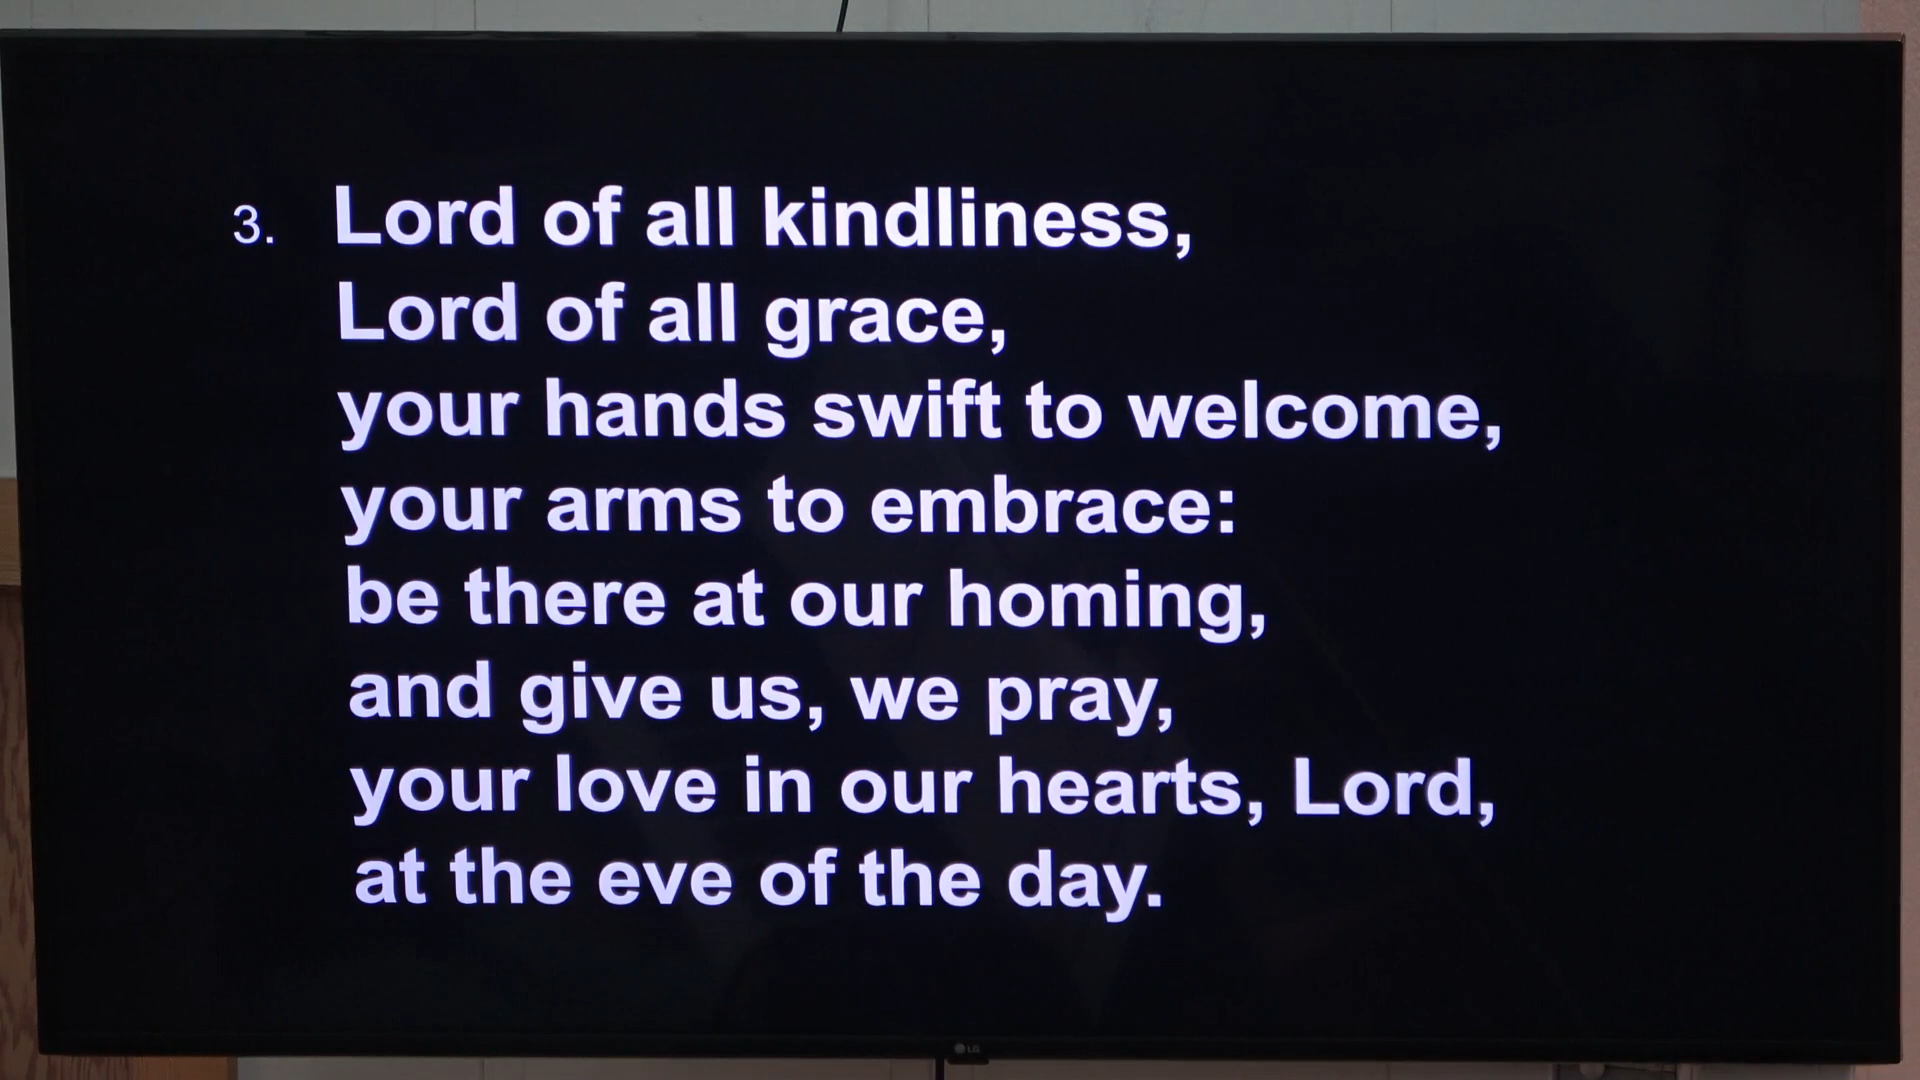 3. Lord of all kindliness,
Lord of all grace,
your hands swift to welcome,
your arms to embrace:
be there at our homing,
and give us, we pray,
your love in our hearts, Lord,
at the eve of the day.
LG